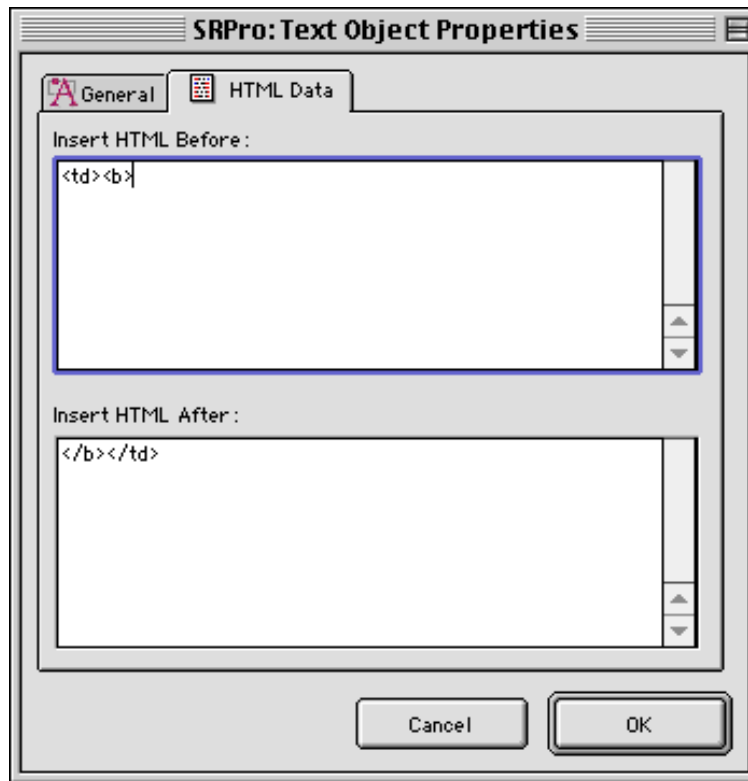 SRPro: Text Object Properties
General
HTML Data
Insert HTML Before:
<td><b>
Insert HTML After:
</b></td>
Cancel
OK